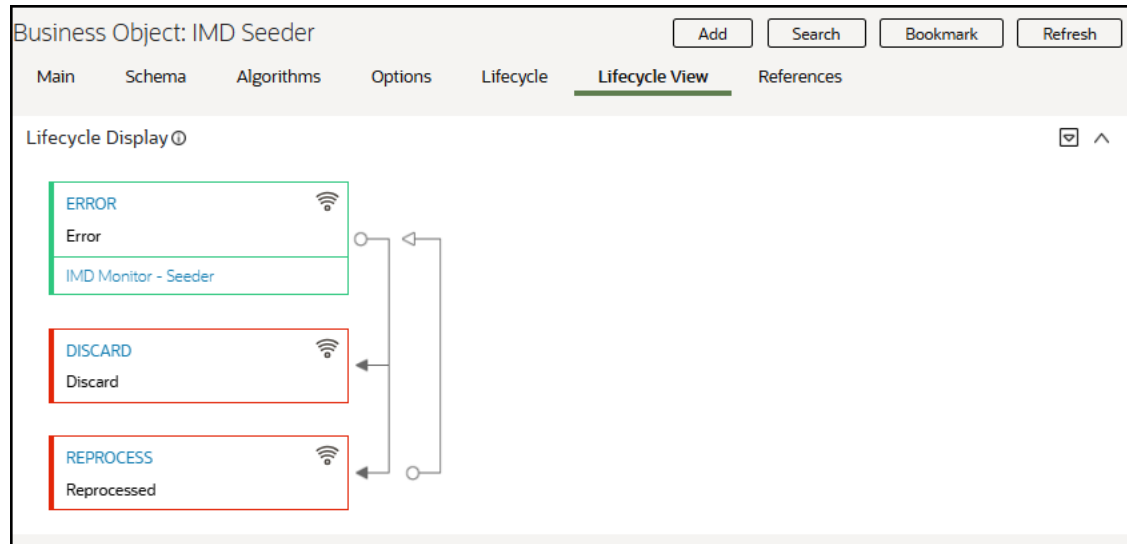 Business Object: IMD Seeder
Add
Search
Bookmark
Refresh
Main
Schema
Algorithms
Options
Lifecycle
Lifecycle View
References
Lifecycle Display
ERROR
Error
IMD Monitor - Seeder
DISCARD
Discard
REPROCESS
Reprocessed